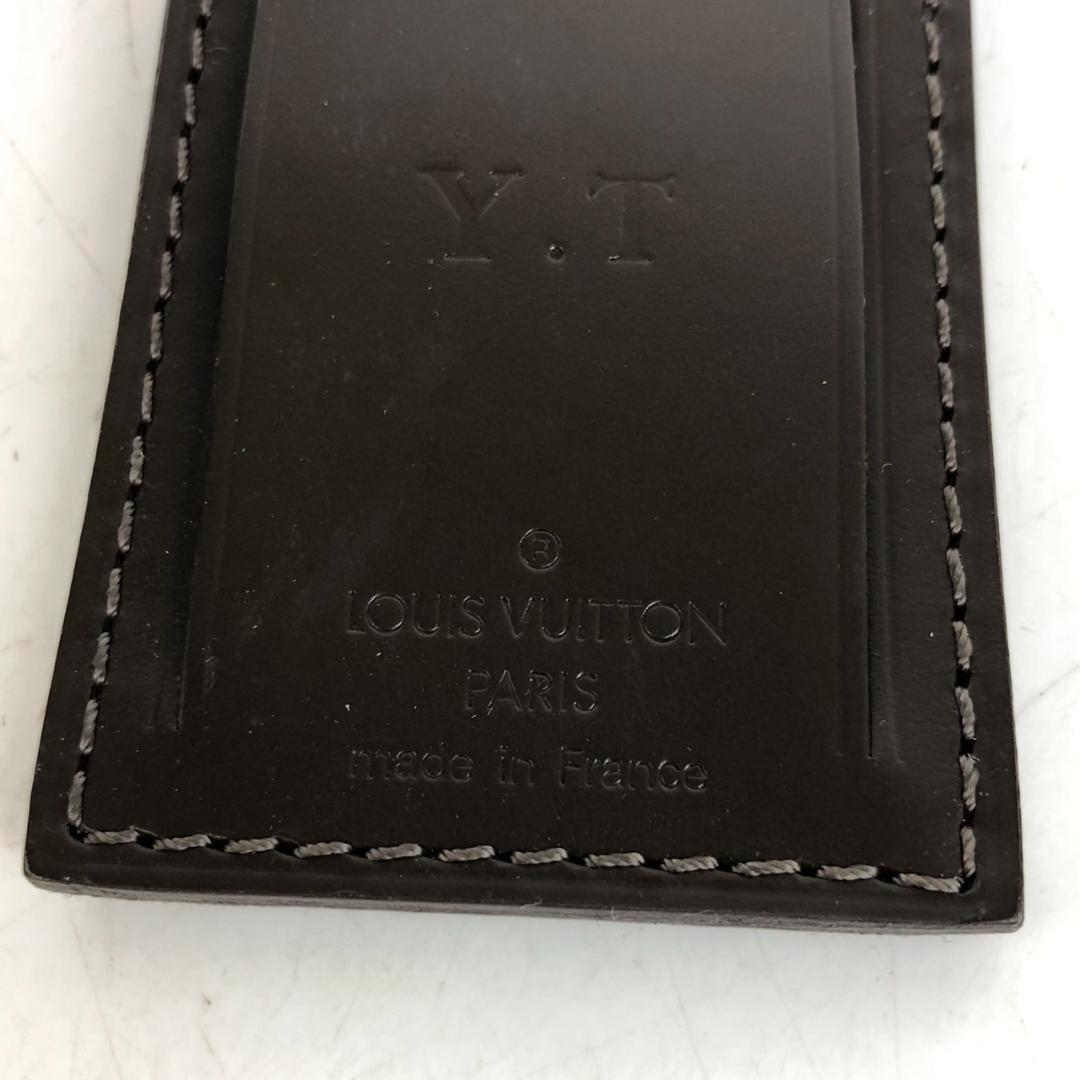 Y.T
®
LOUIS VUITTON
PARIS
made in France